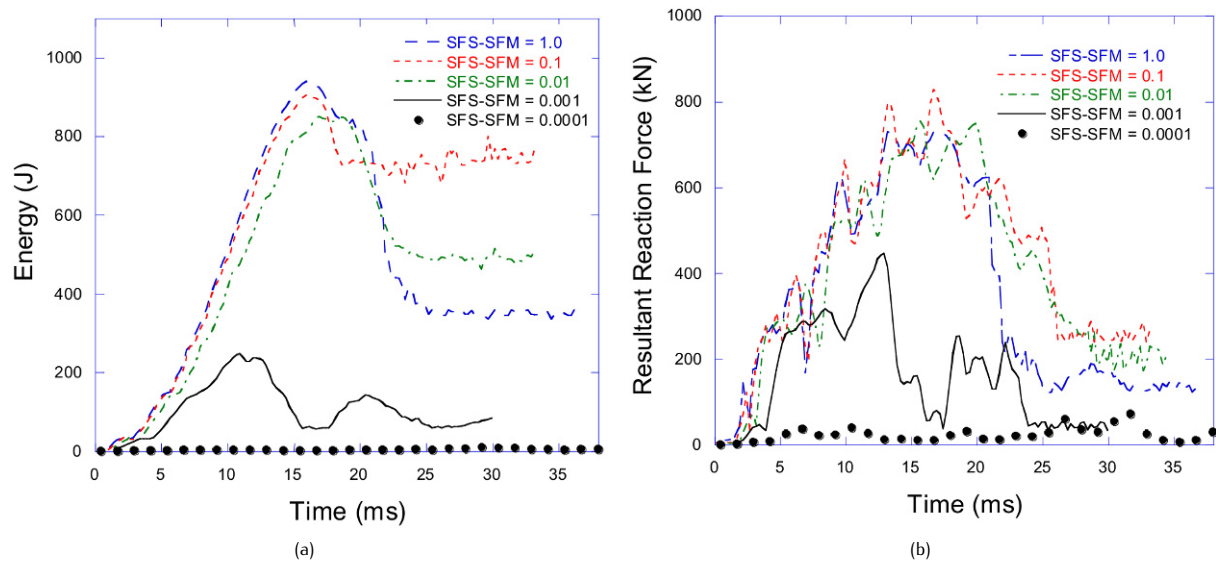 1000
800
600
400
200
0
Energy (J)
SFS-SFM = 1.0
SFS-SFM = 0.1
SFS-SFM = 0.01
SFS-SFM = 0.001
SFS-SFM = 0.0001
0 5 10 15 20 25 30 35
Time (ms)
(a)
1000
800
600
400
200
0
Resultant Reaction Force (kN)
SFS-SFM = 1.0
SFS-SFM = 0.1
SFS-SFM = 0.01
SFS-SFM = 0.001
SFS-SFM = 0.0001
0 5 10 15 20 25 30 35
Time (ms)
(b)